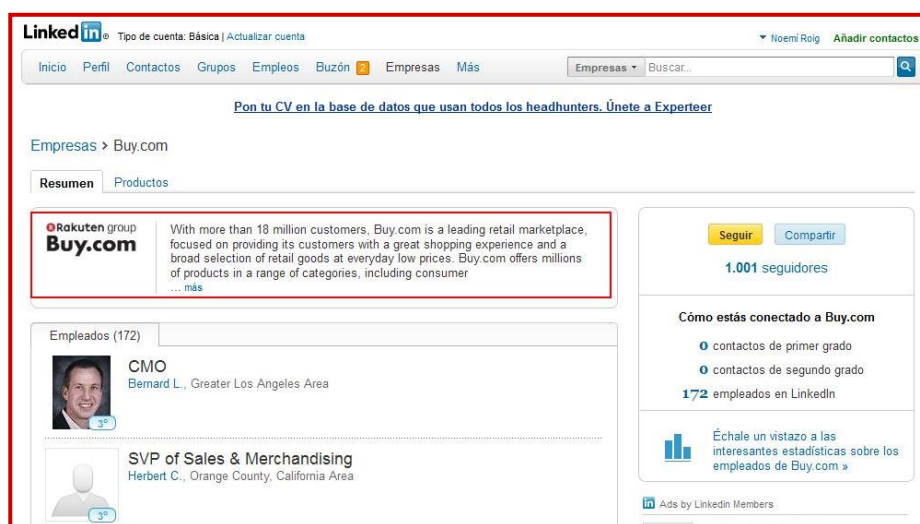 Linked in® Tipo de cuenta: Básica | Actualizar cuenta
Noemí Roig Añadir contactos
Inicio Perfil Contactos Grupos Empleos Buzón 2 Empresas Más Empresas Buscar...
Pon tu CV en la base de datos que usan todos los headhunters. Únete a Experteer
Empresas > Buy.com
Resumen Productos
Rakuten group
Buy.com
With more than 18 million customers, Buy.com is a leading retail marketplace,
focused on providing its customers with a great shopping experience and a
broad selection of retail goods at everyday low prices. Buy.com offers millions
of products in a range of categories, including consumer
... más
Seguir Compartir
1.001 seguidores
Cómo estás conectado a Buy.com
0 contactos de primer grado
0 contactos de segundo grado
172 empleados en LinkedIn
Échale un vistazo a las
interesantes estadísticas sobre los
empleados de Buy.com »
Ads by Linkedin Members
Empleados (172)
CMO
Bernard L., Greater Los Angeles Area
3º
SVP of Sales & Merchandising
Herbert C., Orange County, California Area
3º